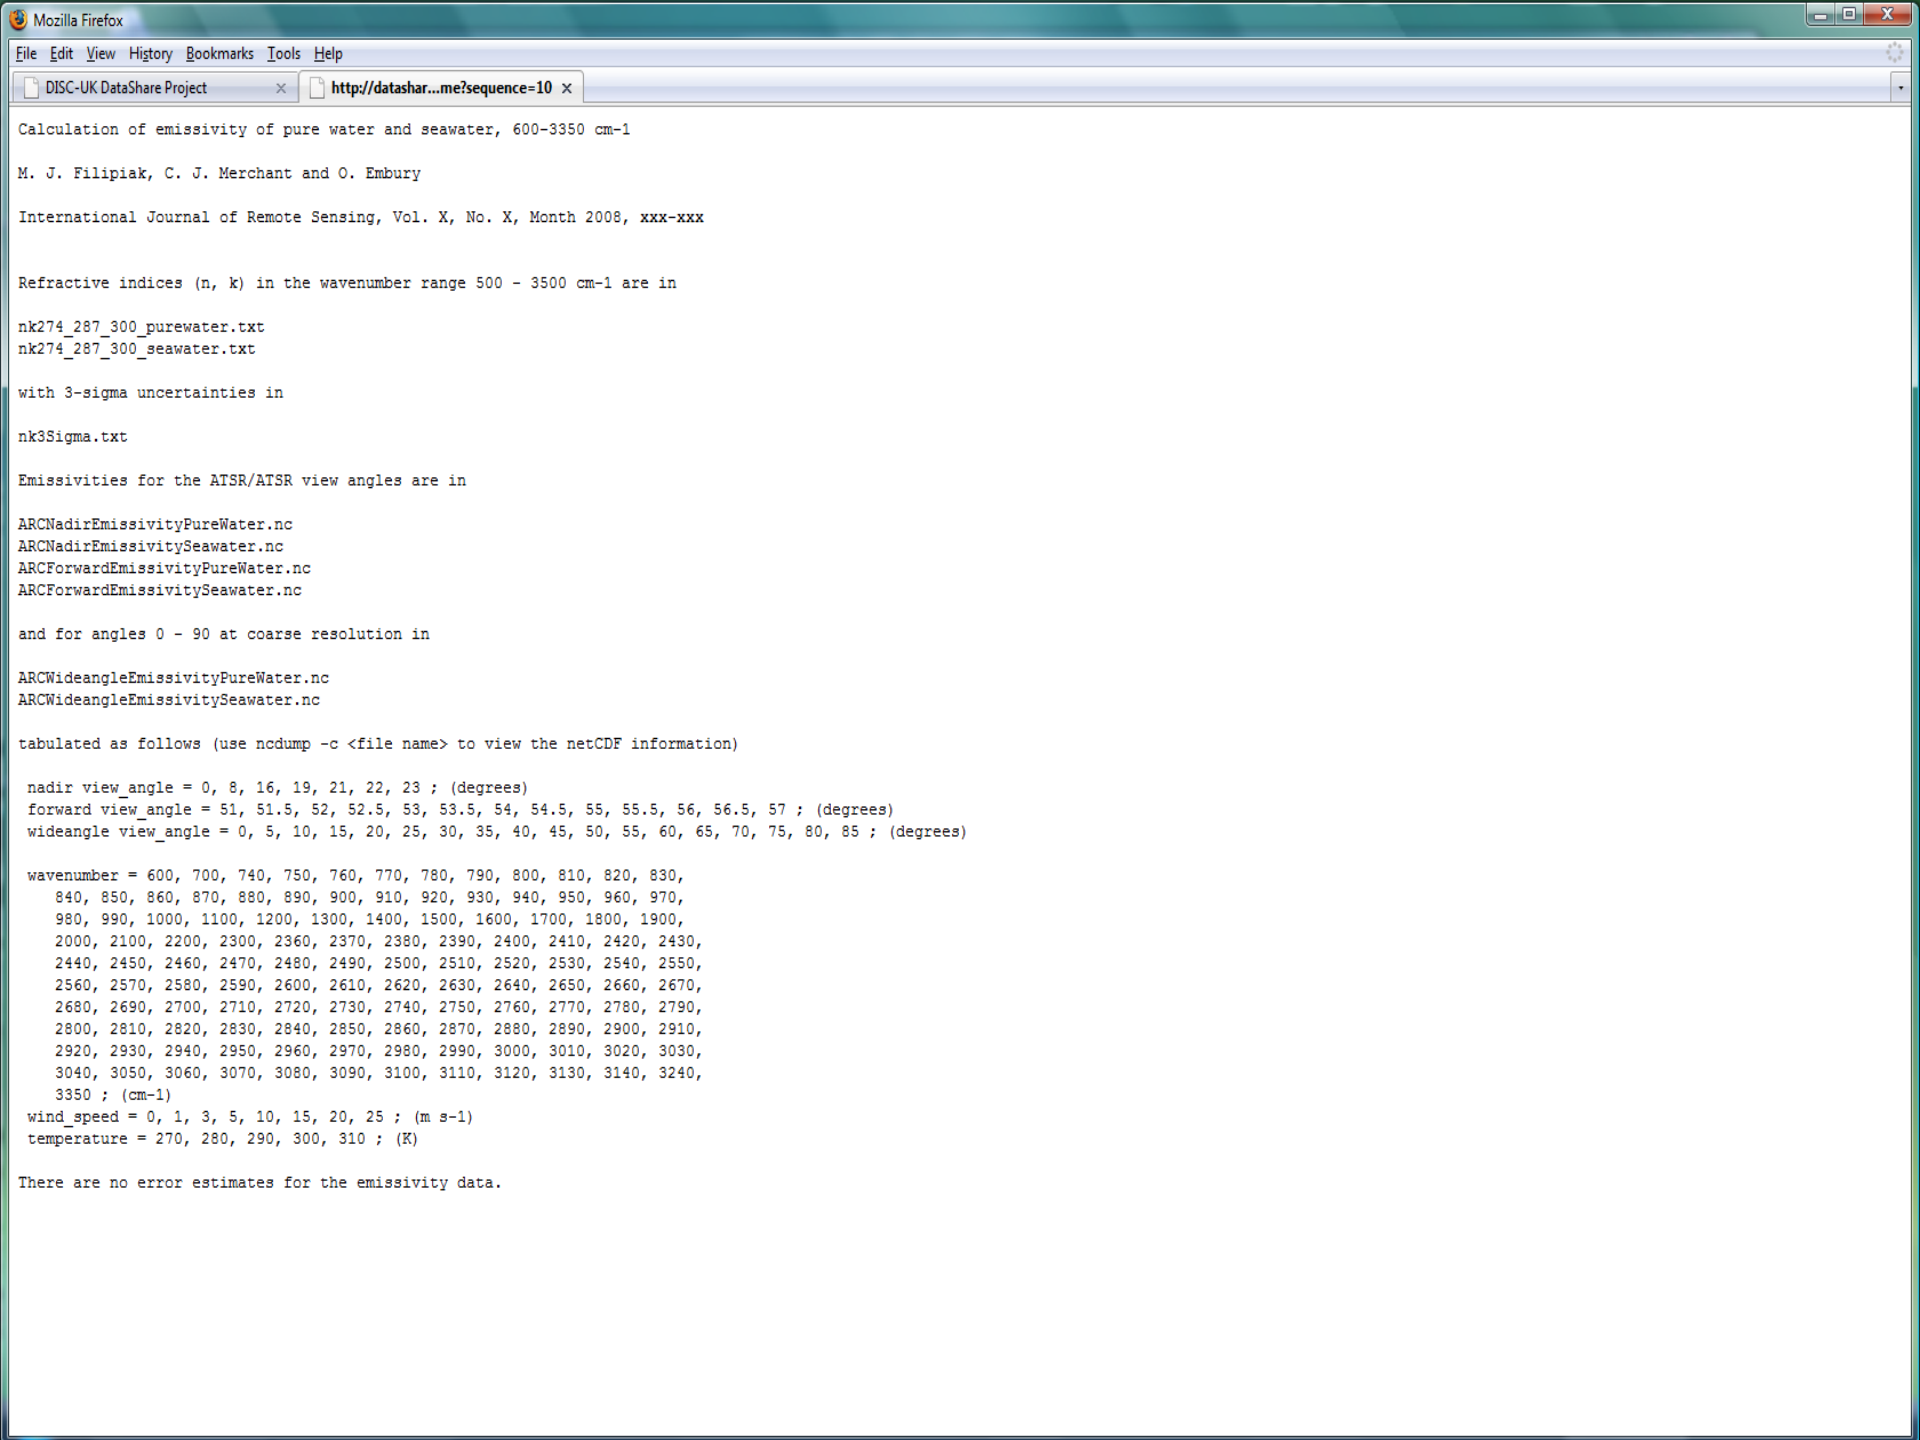 Mozilla Firefox
File Edit View History Bookmarks Tools Help
DISC-UK DataShare Project
http://datashar...me?sequence=10
Calculation of emissivity of pure water and seawater, 600-3350 cm-1
M. J. Filipiak, C. J. Merchant and O. Embury
International Journal of Remote Sensing, Vol. X, No. X, Month 2008, xxx-xxx
Refractive indices (n, k) in the wavenumber range 500 - 3500 cm-1 are in
nk274_287_300_purewater.txt
nk274_287_300_seawater.txt
with 3-sigma uncertainties in
nk3Sigma.txt
Emissivities for the ATSR/ATSR view angles are in
ARCNadirEmissivityPureWater.nc
ARCNadirEmissivitySeawater.nc
ARCForwardEmissivityPureWater.nc
ARCForwardEmissivitySeawater.nc
and for angles 0 - 90 at coarse resolution in
ARCWideangleEmissivityPureWater.nc
ARCWideangleEmissivitySeawater.nc
tabulated as follows (use ncdump -c <file name> to view the netCDF information)
nadir view_angle = 0, 8, 16, 19, 21, 22, 23 ; (degrees)
forward view_angle = 51, 51.5, 52, 52.5, 53, 53.5, 54, 54.5, 55, 55.5, 56, 56.5, 57 ; (degrees)
wideangle view_angle = 0, 5, 10, 15, 20, 25, 30, 35, 40, 45, 50, 55, 60, 65, 70, 75, 80, 85 ; (degrees)
wavenumber = 600, 700, 740, 750, 760, 770, 780, 790, 800, 810, 820, 830,
840, 850, 860, 870, 880, 890, 900, 910, 920, 930, 940, 950, 960, 970,
980, 990, 1000, 1100, 1200, 1300, 1400, 1500, 1600, 1700, 1800, 1900,
2000, 2100, 2200, 2300, 2360, 2370, 2380, 2390, 2400, 2410, 2420, 2430,
2440, 2450, 2460, 2470, 2480, 2490, 2500, 2510, 2520, 2530, 2540, 2550,
2560, 2570, 2580, 2590, 2600, 2610, 2620, 2630, 2640, 2650, 2660, 2670,
2680, 2690, 2700, 2710, 2720, 2730, 2740, 2750, 2760, 2770, 2780, 2790,
2800, 2810, 2820, 2830, 2840, 2850, 2860, 2870, 2880, 2890, 2900, 2910,
2920, 2930, 2940, 2950, 2960, 2970, 2980, 2990, 3000, 3010, 3020, 3030,
3040, 3050, 3060, 3070, 3080, 3090, 3100, 3110, 3120, 3130, 3140, 3240,
3350 ; (cm-1)
wind_speed = 0, 1, 3, 5, 10, 15, 20, 25 ; (m s-1)
temperature = 270, 280, 290, 300, 310 ; (K)
There are no error estimates for the emissivity data.